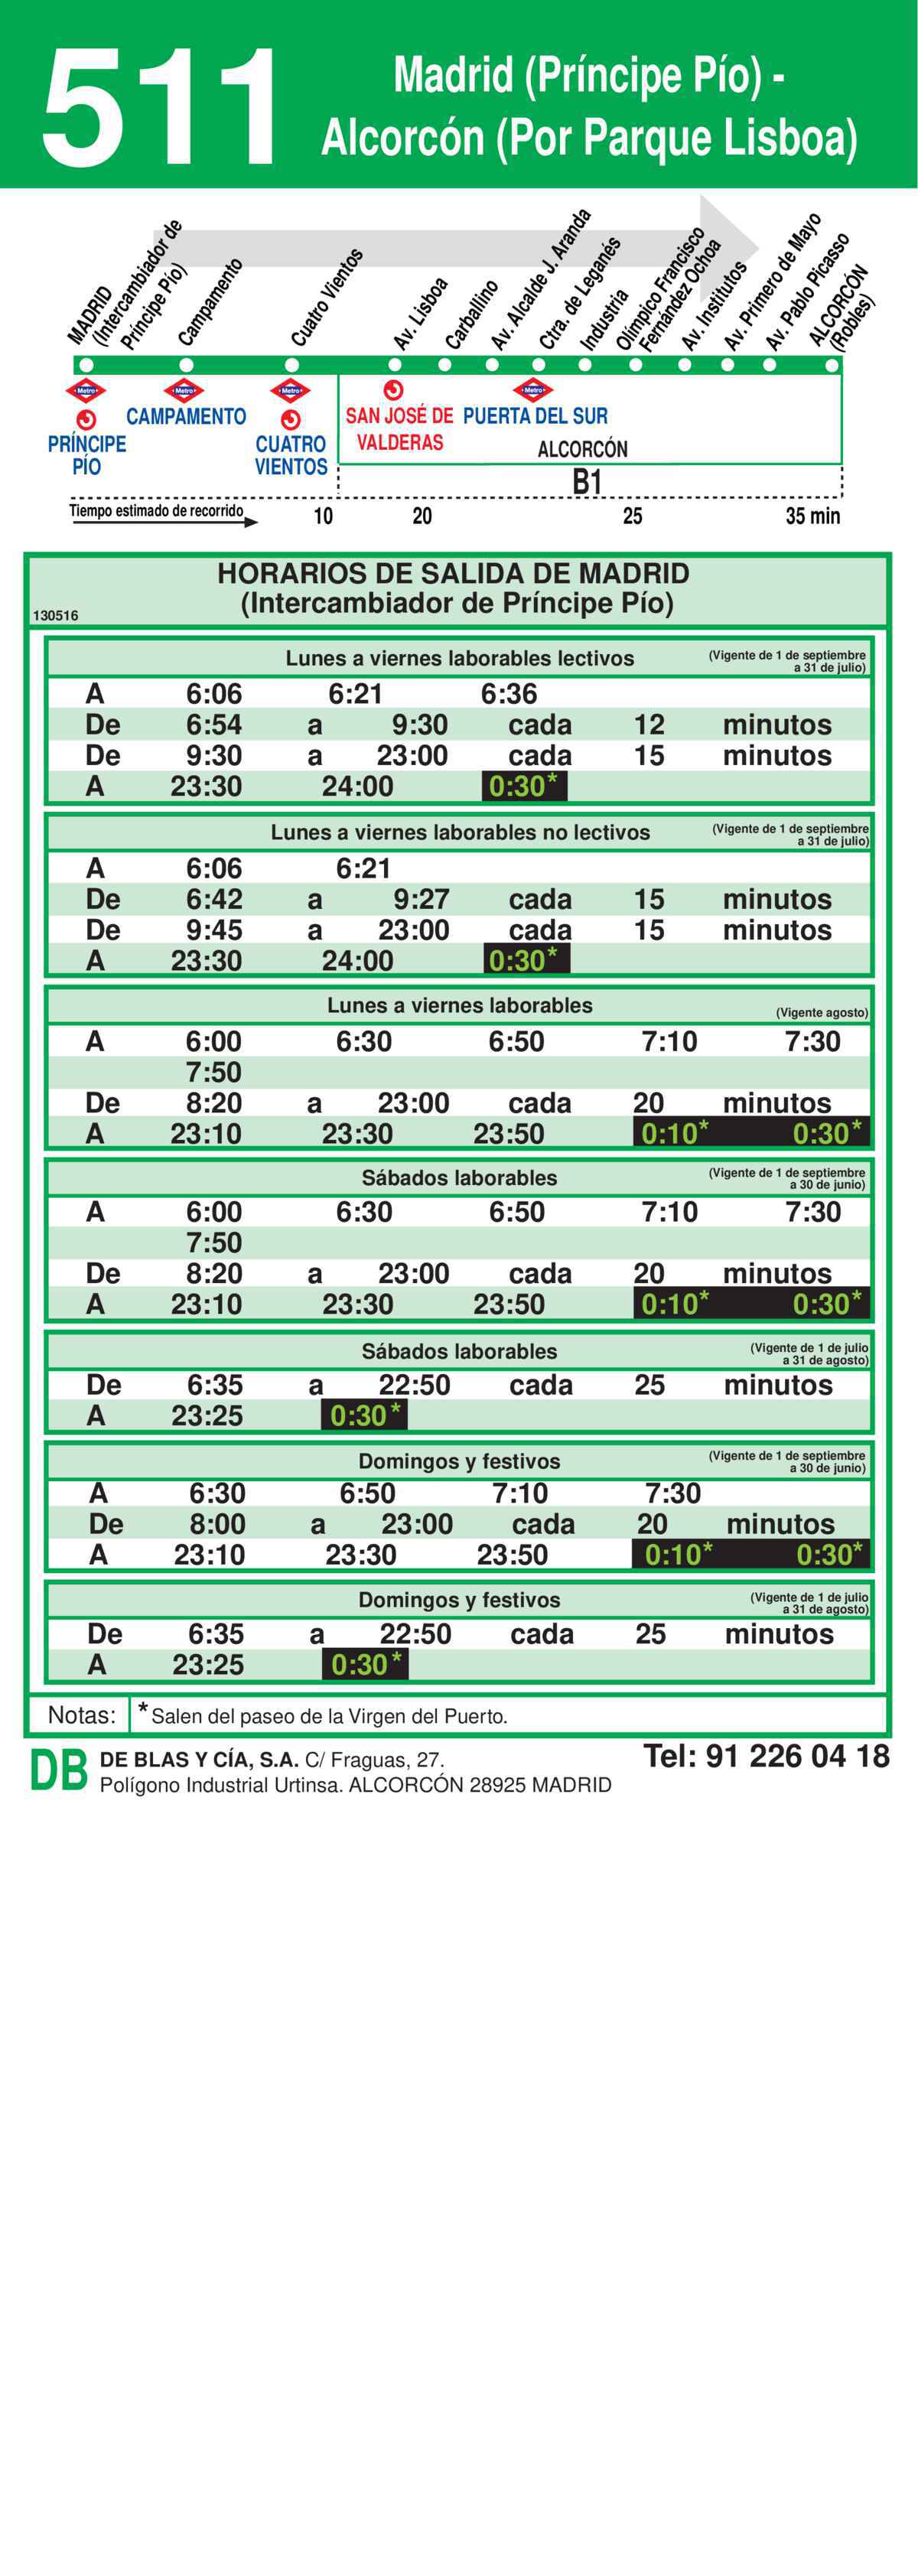 511
Madrid (Príncipe Pío) -
Alcorcón (Por Parque Lisboa)
MADRID
(Intercambiador de
Príncipe Pío)
Campamento
Cuatro Vientos
Av. Lisboa
Carballino
Av. Alcalde J. Aranda
Ctra. de Leganés
Industria
Olímpico Francisco
Fernández Ochoa
Av. Institutos
Av. Primero de Mayo
Av. Pablo Picasso
ALCORCÓN
(Robles)
Metro Metro Metro Metro
CAMPAMENTO SAN JOSÉ DE PUERTA DEL SUR
PRÍNCIPE CUATRO VALDERAS ALCORCÓN
PÍO VIENTOS
B1
Tiempo estimado de recorrido 10 20 25 35 min
HORARIOS DE SALIDA DE MADRID
(Intercambiador de Príncipe Pío)
130516
Lunes a viernes laborables lectivos (Vigente de 1 de septiembre
a 31 de julio)
A 6:06 6:21 6:36
De 6:54 a 9:30 cada 12 minutos
De 9:30 a 23:00 cada 15 minutos
A 23:30 24:00 0:30*
Lunes a viernes laborables no lectivos (Vigente de 1 de septiembre
a 31 de julio)
A 6:06 6:21
De 6:42 a 9:27 cada 15 minutos
De 9:45 a 23:00 cada 15 minutos
A 23:30 24:00 0:30*
Lunes a viernes laborables (Vigente agosto)
A 6:00 6:30 6:50 7:10 7:30
7:50
De 8:20 a 23:00 cada 20 minutos
A 23:10 23:30 23:50 0:10* 0:30*
Sábados laborables (Vigente de 1 de septiembre
a 30 de junio)
A 6:00 6:30 6:50 7:10 7:30
7:50
De 8:20 a 23:00 cada 20 minutos
A 23:10 23:30 23:50 0:10* 0:30*
Sábados laborables (Vigente de 1 de julio
a 31 de agosto)
De 6:35 a 22:50 cada 25 minutos
A 23:25 0:30*
Domingos y festivos (Vigente de 1 de septiembre
a 30 de junio)
A 6:30 6:50 7:10 7:30
De 8:00 a 23:00 cada 20 minutos
A 23:10 23:30 23:50 0:10* 0:30*
Domingos y festivos (Vigente de 1 de julio
a 31 de agosto)
De 6:35 a 22:50 cada 25 minutos
A 23:25 0:30*
Notas: * Salen del paseo de la Virgen del Puerto.
DB DE BLAS Y CÍA, S.A. C/ Fraguas, 27. Tel: 91 226 04 18
Polígono Industrial Urtinsa. ALCORCÓN 28925 MADRID